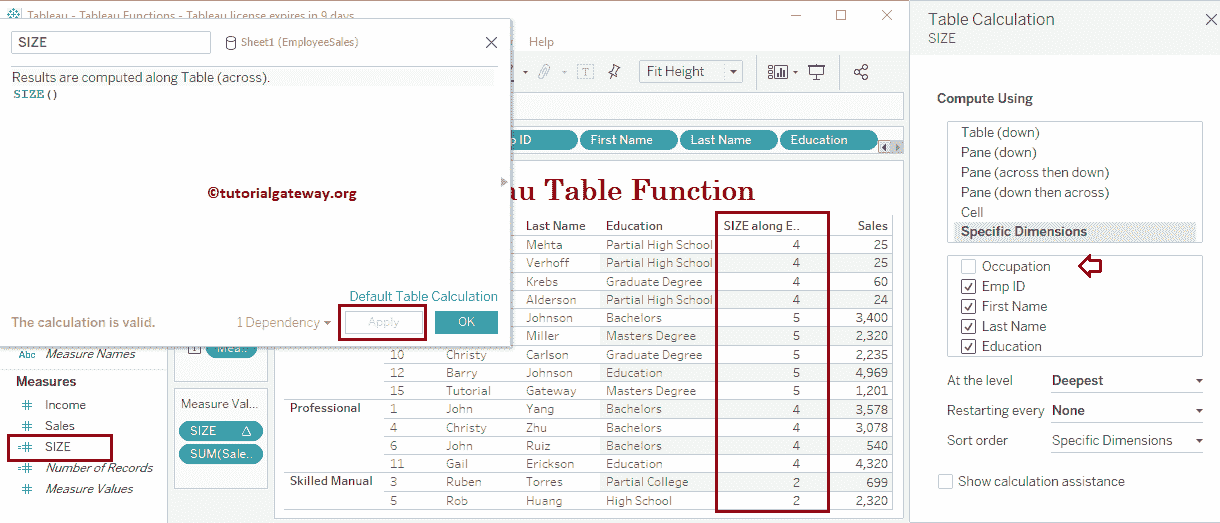 Tableau - Tableau Functions - Tableau license expires in 9 days
SIZE
Sheet1 (EmployeeSales)
Help
Results are computed along Table (across).
SIZE()
Fit Height
©tutorialgateway.org
p ID
First Name
Last Name
Education
au Table Function
Last Name Education SIZE along E.. Sales
Mehta Partial High School 4 25
Verhoff Partial High School 4 25
Krebs Graduate Degree 4 60
Alderson Partial High School 4 24
Johnson Bachelors 5 3,400
Miller Masters Degree 5 2,320
10 Christy Carlson Graduate Degree 5 2,235
12 Barry Johnson Education 5 4,969
15 Tutorial Gateway Masters Degree 5 1,201
Professional 1 John Yang Bachelors 4 3,578
4 Christy Zhu Bachelors 4 3,078
6 John Ruiz Bachelors 4 540
11 Gail Erickson Education 4 4,320
Skilled Manual 3 Ruben Torres Partial College 2 699
5 Rob Huang High School 2 2,320
Default Table Calculation
The calculation is valid.
1 Dependency
Apply
OK
Abc Measure Names
Mea..
Measures
Income
Sales
SIZE
Number of Records
Measure Values
Measure Val...
SIZE
SUM(Sale..
Table Calculation
SIZE
Compute Using
Table (down)
Pane (down)
Pane (across then down)
Pane (down then across)
Cell
Specific Dimensions
Occupation
Emp ID
First Name
Last Name
Education
At the level Deepest
Restarting every None
Sort order Specific Dimensions
Show calculation assistance